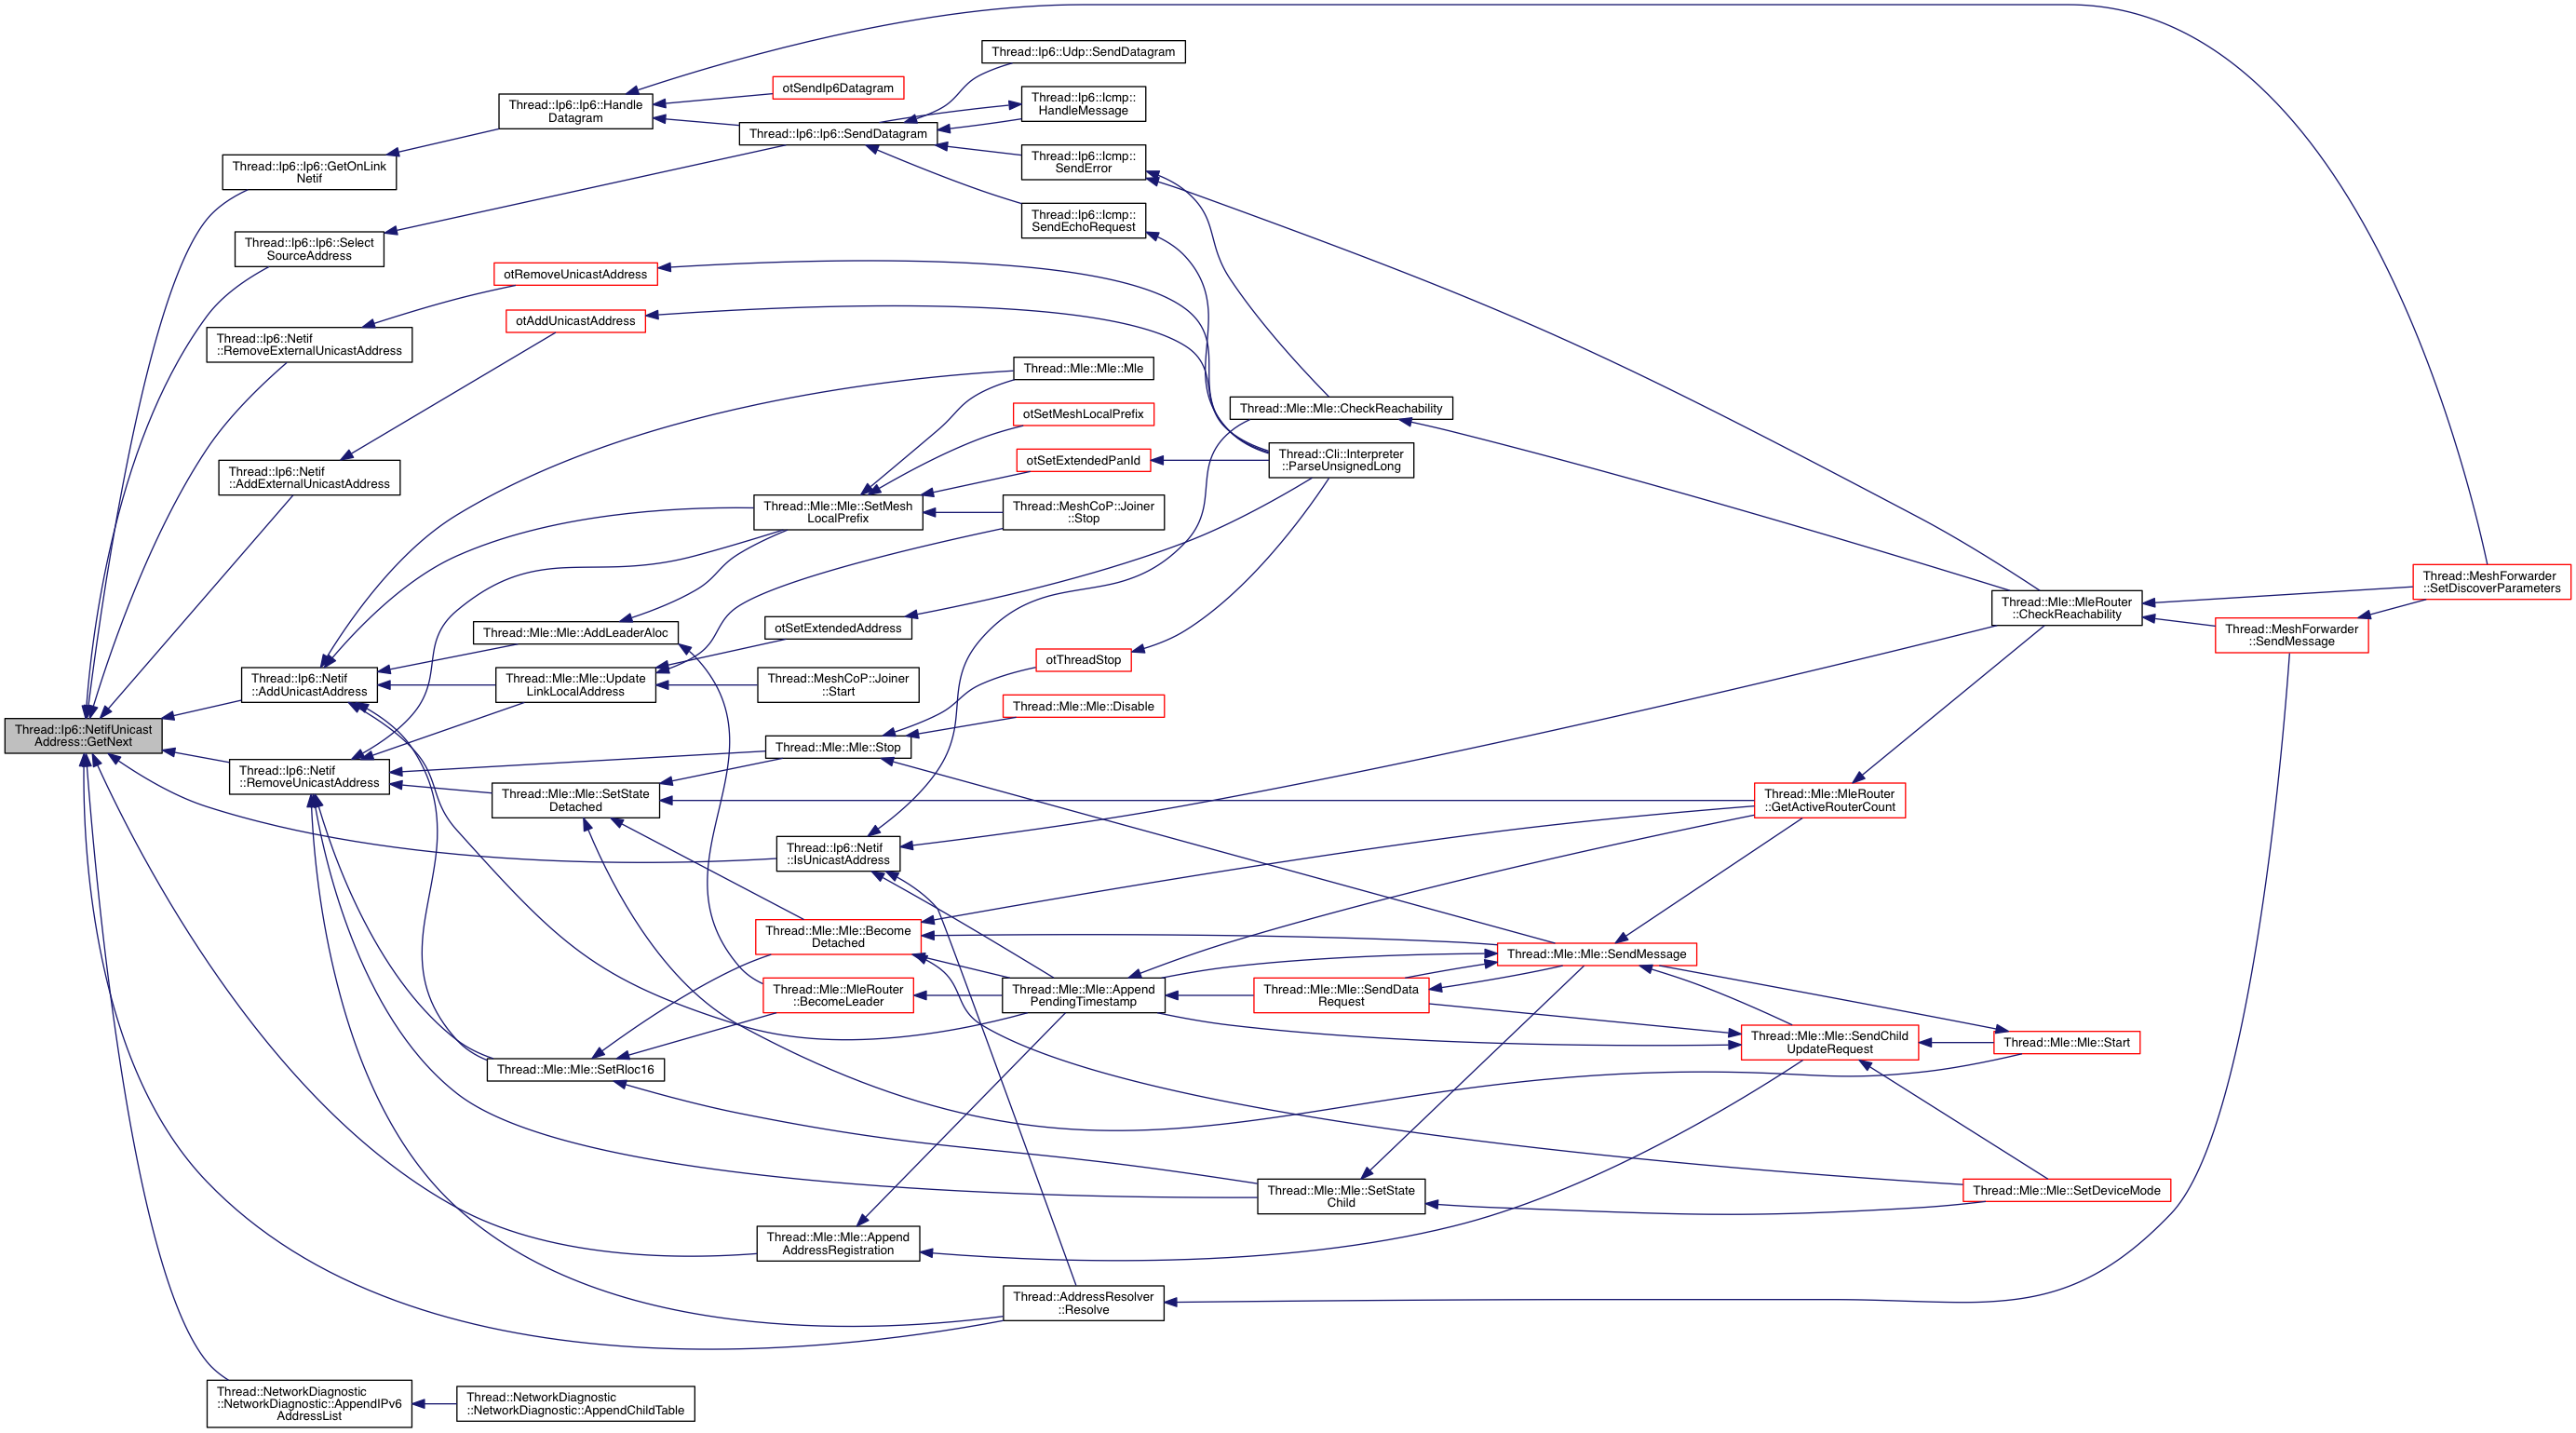 Thread::Ip6::Udp::SendDatagram
otSendIp6Datagram
Thread::Ip6::Icmp::
HandleMessage
Thread::Ip6::Ip6::Handle
Datagram
Thread::Ip6::Ip6::SendDatagram
Thread::Ip6::Icmp::
SendError
Thread::Ip6::Ip6::GetOnLink
Netif
Thread::Ip6::Icmp::
SendEchoRequest
Thread::Ip6::Ip6::Select
SourceAddress
otRemoveUnicastAddress
otAddUnicastAddress
Thread::Ip6::Netif
::RemoveExternalUnicastAddress
Thread::Mle::Mle::Mle
otSetMeshLocalPrefix
Thread::Mle::Mle::CheckReachability
otSetExtendedPanId
Thread::Cli::Interpreter
::ParseUnsignedLong
Thread::Ip6::Netif
::AddExternalUnicastAddress
Thread::Mle::Mle::SetMesh
LocalPrefix
Thread::MeshCoP::Joiner
::Stop
Thread::MeshForwarder
::SetDiscoverParameters
Thread::Mle::MleRouter
::CheckReachability
Thread::MeshForwarder
::SendMessage
otSetExtendedAddress
Thread::Mle::Mle::AddLeaderAloc
otThreadStop
Thread::Ip6::Netif
::AddUnicastAddress
Thread::Mle::Mle::Update
LinkLocalAddress
Thread::MeshCoP::Joiner
::Start
Thread::Mle::Mle::Disable
Thread::Ip6::NetifUnicast
Address::GetNext
Thread::Mle::Mle::Stop
Thread::Ip6::Netif
::RemoveUnicastAddress
Thread::Mle::Mle::SetState
Detached
Thread::Mle::MleRouter
::GetActiveRouterCount
Thread::Ip6::Netif
::IsUnicastAddress
Thread::Mle::Mle::Become
Detached
Thread::Mle::Mle::SendMessage
Thread::Mle::MleRouter
::BecomeLeader
Thread::Mle::Mle::Append
PendingTimestamp
Thread::Mle::Mle::SendData
Request
Thread::Mle::Mle::SendChild
UpdateRequest
Thread::Mle::Mle::Start
Thread::Mle::Mle::SetRloc16
Thread::Mle::Mle::SetState
Child
Thread::Mle::Mle::SetDeviceMode
Thread::Mle::Mle::Append
AddressRegistration
Thread::AddressResolver
::Resolve
Thread::NetworkDiagnostic
::NetworkDiagnostic::AppendIPv6
AddressList
Thread::NetworkDiagnostic
::NetworkDiagnostic::AppendChildTable